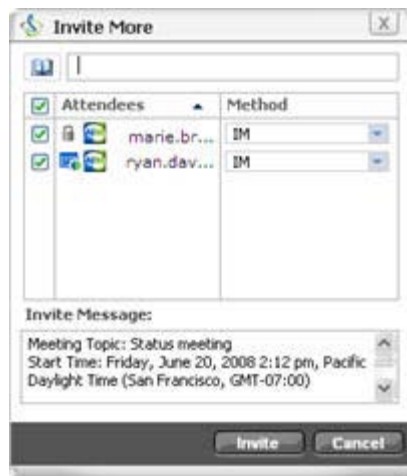 Invite More
Attendees Method
marie.br... IM
ryan.dav... IM
Invite Message:
Meeting Topic: Status meeting
Start Time: Friday, June 20, 2008 2:12 pm, Pacific
Daylight Time (San Francisco, GMT-07:00)
Invite Cancel